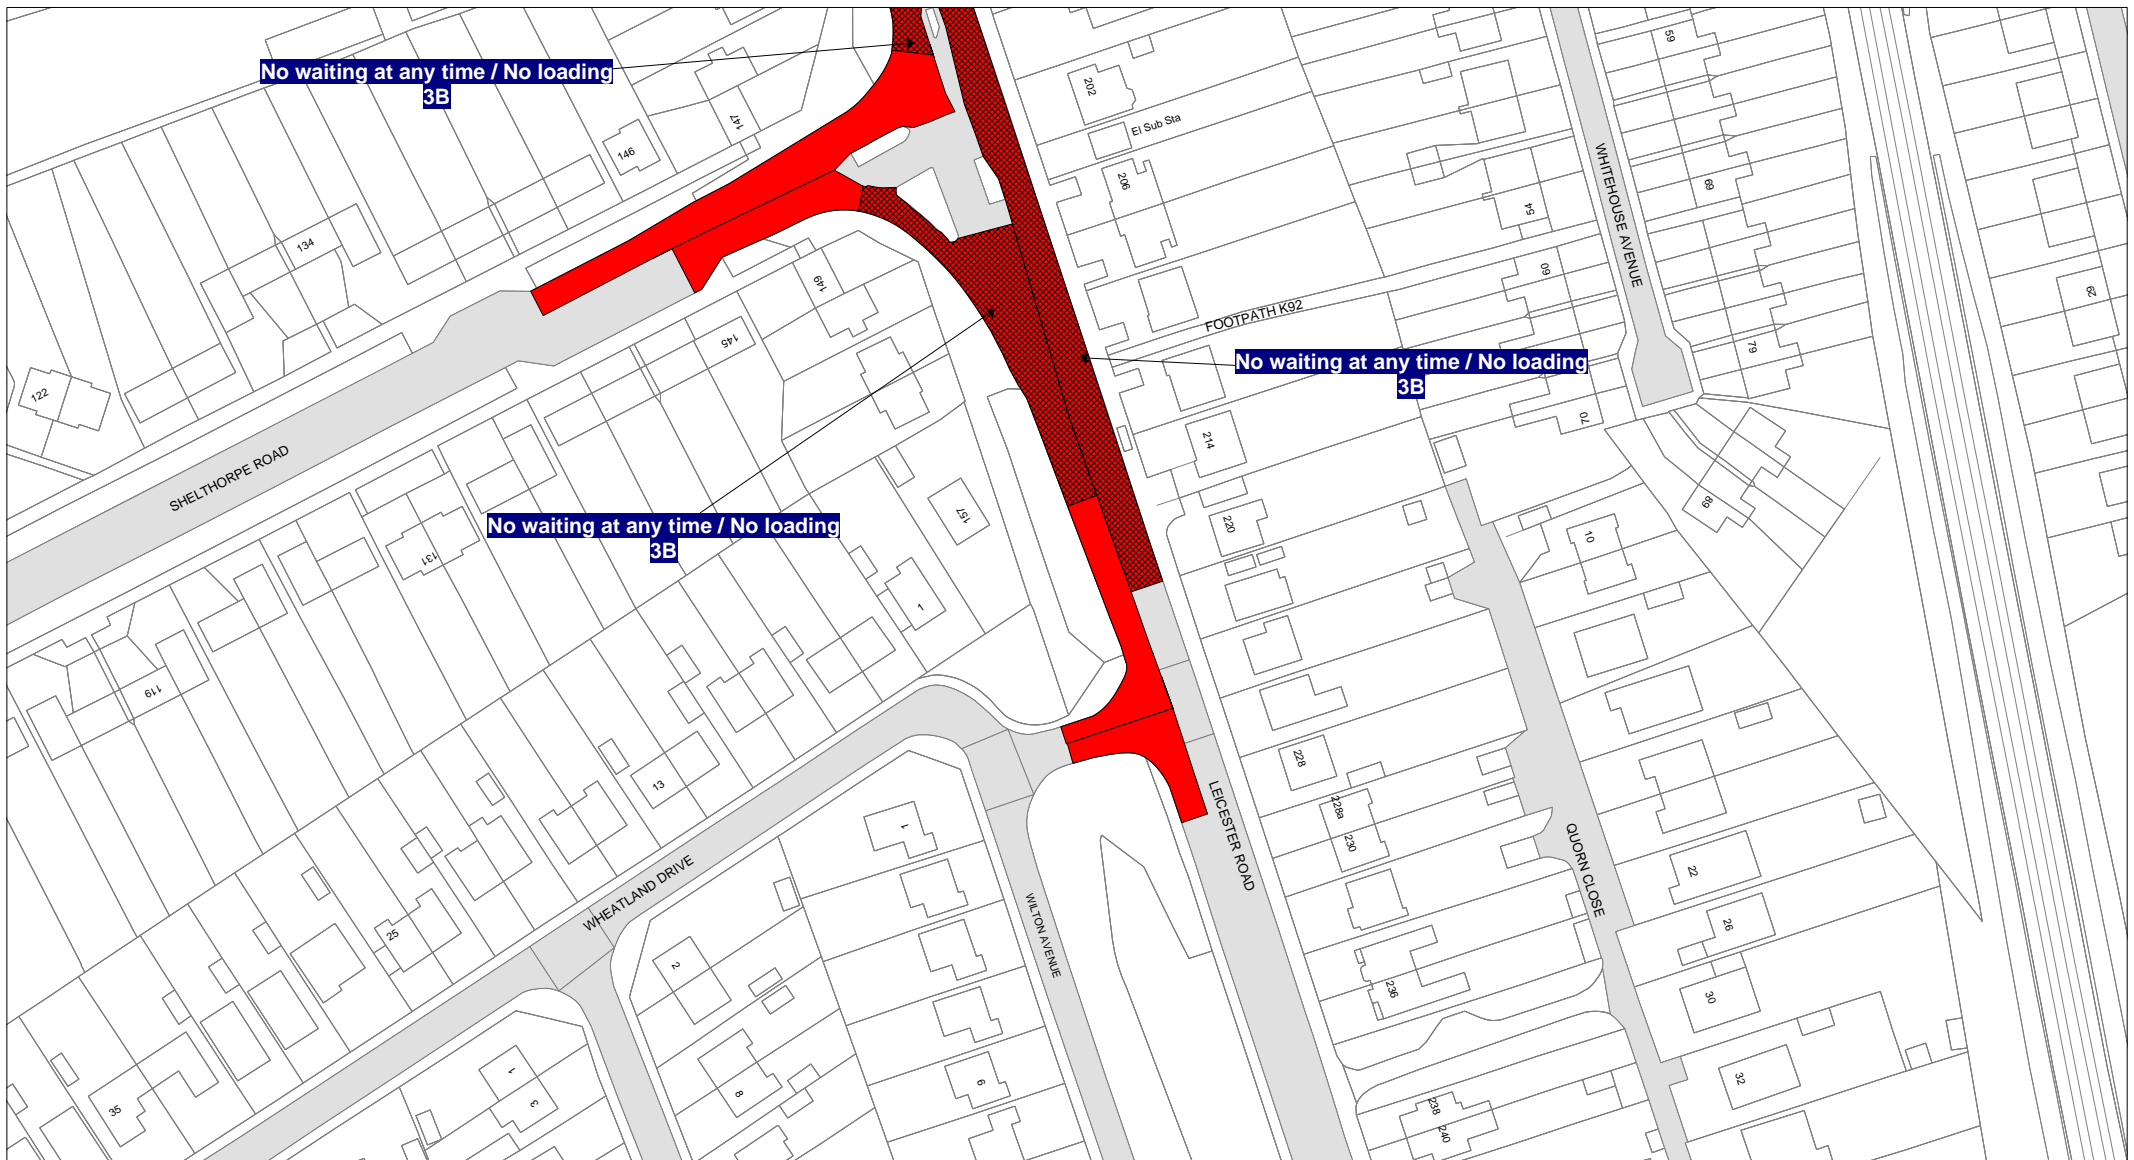 No waiting at any time / No loading
3B
202
El Sub Sta
59
147
146
206
WHITEHOUSE AVENUE
69
54
134
149
60
29
FOOTPATH K92
145
No waiting at any time / No loading
3B
79
122
70
214
SHELTHORPE ROAD
89
157
220
No waiting at any time / No loading
3B
10
131
1
119
228
13
LEICESTER ROAD
228a
230
1
22
QUORN CLOSE
WHEATLAND DRIVE
25
WILTON AVENUE
26
2
236
30
1
6
32
8
3
35
238
240